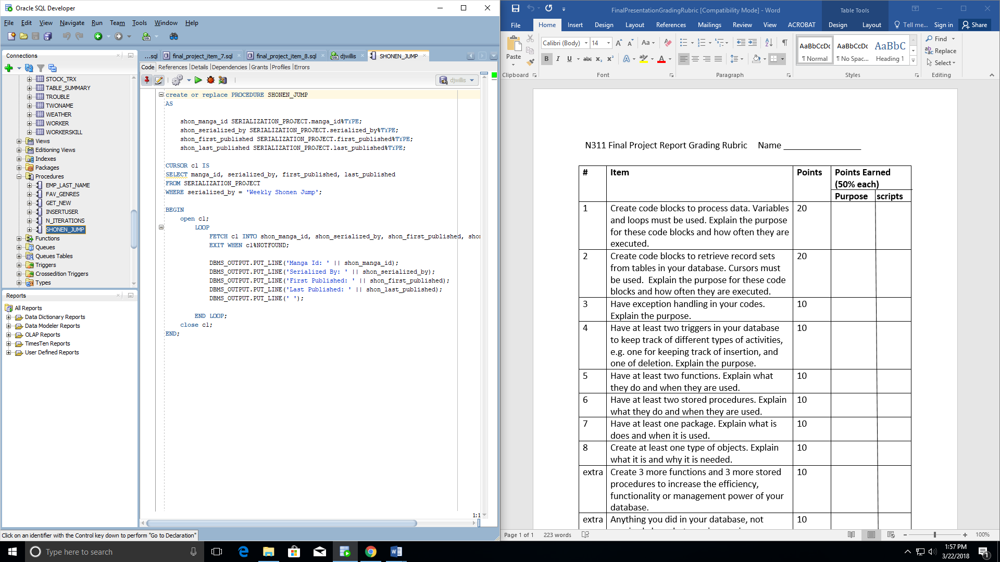 Oracle SQL Developer
File Edit View Navigate Run Team Tools Window Help
Connections
STOCK_TRX
TABLE_SUMMARY
TROUBLE
TWONAME
WEATHER
WORKER
WORKERSKILL
Views
Editioning Views
Indexes
Packages
Procedures
EMP_LAST_NAME
FAV_GENRES
GET_NEW
INSERTUSER
N_ITERATIONS
SHONEN_JUMP
Functions
Queues
Queues Tables
Triggers
Crossedition Triggers
Types
Reports
All Reports
Data Dictionary Reports
Data Modeler Reports
OLAP Reports
TimesTen Reports
User Defined Reports
...sql final_project_item_7.sql final_project_item_8.sql djwillis SHONEN_JUMP
Code References Details Dependencies Grants Profiles Errors
djwillis
create or replace PROCEDURE SHONEN_JUMP
AS
shon_manga_id SERIALIZATION_PROJECT.manga_id%TYPE;
shon_serialized_by SERIALIZATION_PROJECT.serialized_by%TYPE;
shon_first_published SERIALIZATION_PROJECT.first_published%TYPE;
shon_last_published SERIALIZATION_PROJECT.last_published%TYPE;
CURSOR c1 IS
SELECT manga_id, serialized_by, first_published, last_published
FROM SERIALIZATION_PROJECT
WHERE serialized_by = 'Weekly Shonen Jump';
BEGIN
open c1;
LOOP
FETCH c1 INTO shon_manga_id, shon_serialized_by, shon_first_published, shon
EXIT WHEN c1%NOTFOUND;
DBMS_OUTPUT.PUT_LINE('Manga Id: ' || shon_manga_id);
DBMS_OUTPUT.PUT_LINE('Serialized By: ' || shon_serialized_by);
DBMS_OUTPUT.PUT_LINE('First Published: ' || shon_first_published);
DBMS_OUTPUT.PUT_LINE('Last Published: ' || shon_last_published);
DBMS_OUTPUT.PUT_LINE(' ');
END LOOP;
close c1;
END;
1:1
Click on an identifier with the Control key down to perform "Go to Declaration"
FinalPresentationGradingRubric [Compatibility Mode] - Word Table Tools
File Home Insert Design Layout References Mailings Review View ACROBAT Design Layout Tell me... Sign in Share
Paste
Calibri (Body) 14
B I U abc x₂ x²
AaBbCcDc AaBbCcDc AaBbC
¶ Normal ¶ No Spac... Heading 1
Find
Replace
Select
Clipboard Font Paragraph Styles Editing
N311 Final Project Report Grading Rubric Name _________________
# Item Points Points Earned
(50% each)
Purpose scripts
1 Create code blocks to process data. Variables 20
and loops must be used. Explain the purpose
for these code blocks and how often they are
executed.
2 Create code blocks to retrieve record sets 20
from tables in your database. Cursors must
be used. Explain the purpose for these code
blocks and how often they are executed.
3 Have exception handling in your codes. 10
Explain the purpose.
4 Have at least two triggers in your database 10
to keep track of different types of activities,
e.g. one for keeping track of insertion, and
one of deletion. Explain the purpose.
5 Have at least two functions. Explain what 10
they do and when they are used.
6 Have at least two stored procedures. Explain 10
what they do and when they are used.
7 Have at least one package. Explain what is 10
does and when it is used.
8 Create at least one type of objects. Explain 10
what it is and why it is needed.
extra Create 3 more functions and 3 more stored 10
procedures to increase the efficiency,
functionality or management power of your
database.
extra Anything you did in your database, not 10
Page 1 of 1 223 words 100%
Type here to search
1:57 PM
3/22/2018
1